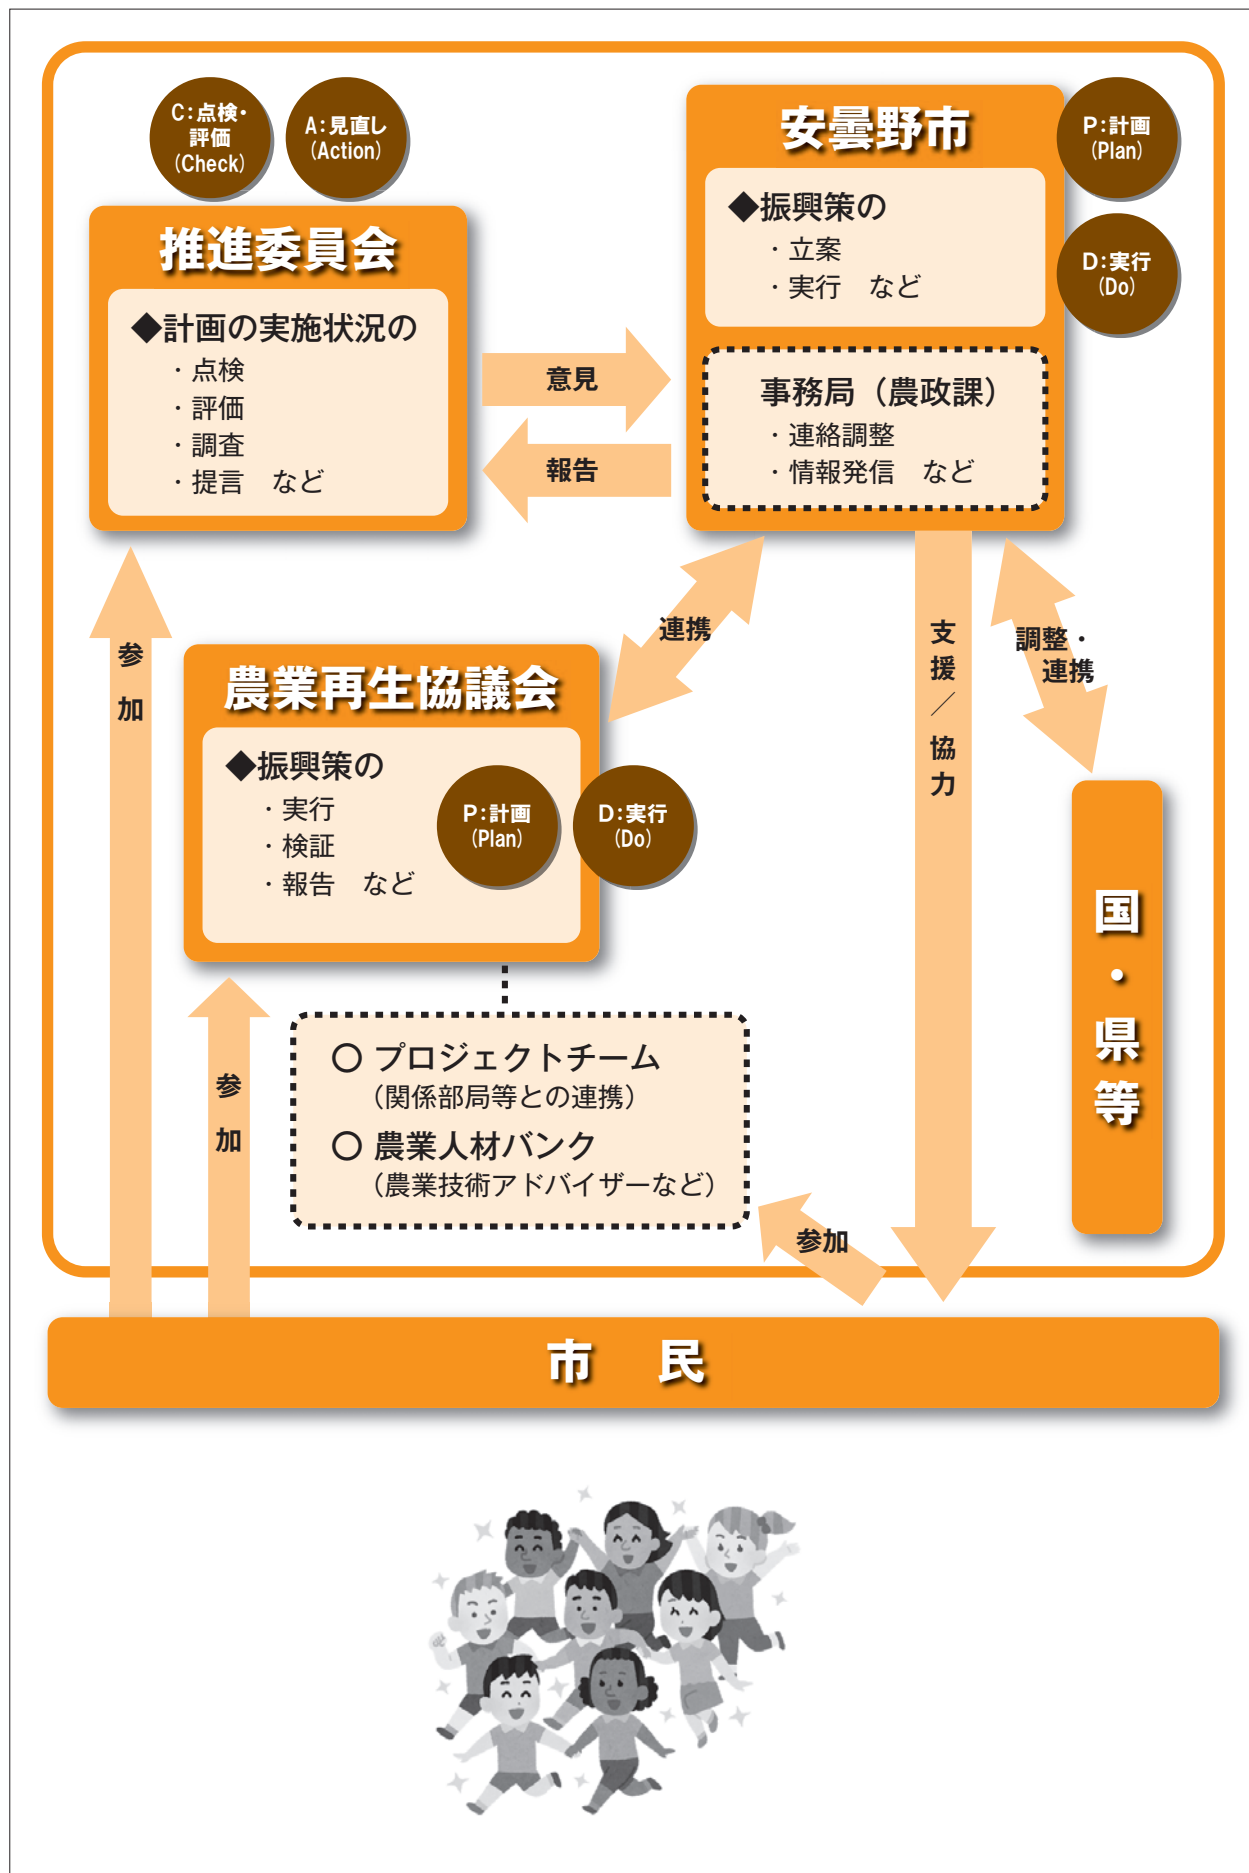 C：点検・
評価
(Check)
A：見直し
(Action)
推進委員会
◆計画の実施状況の
・点検
・評価
・調査
・提言　など
安曇野市
P：計画
(Plan)
D：実行
(Do)
◆振興策の
・立案
・実行　など
事務局（農政課）
・連絡調整
・情報発信　など
意見
報告
連携
支援／協力
調整・
連携
参加
農業再生協議会
◆振興策の
・実行
・検証
・報告　など
P：計画
(Plan)
D：実行
(Do)
国・県等
参加
○ プロジェクトチーム
（関係部局等との連携）
○ 農業人材バンク
（農業技術アドバイザーなど）
参加
市　民